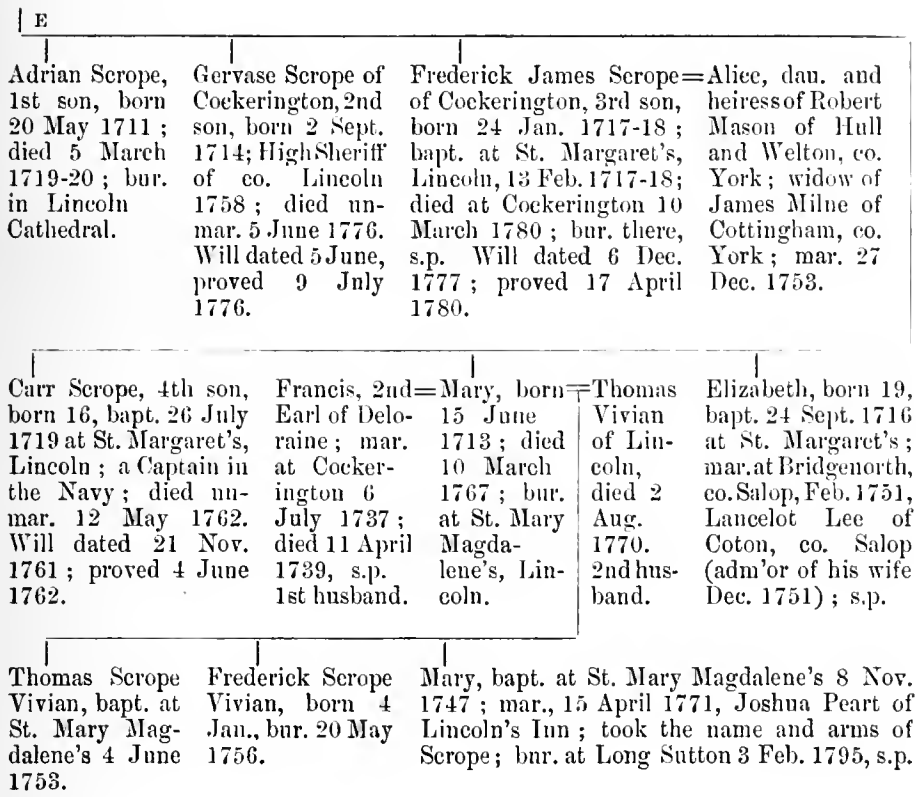 E
Adrian Scrope,
1st son, born
20 May 1711 ;
died 5 March
1719-20 ; bur.
in Lincoln
Cathedral.
Gervase Scrope of
Cockerington, 2nd
son, born 2 Sept.
1714; High Sheriff
of co. Lincoln
1758 ; died un-
mar. 5 June 1776.
Will dated 5 June,
proved 9 July
1776.
Frederick James Scrope=
of Cockerington, 3rd son,
born 24 Jan. 1717-18 ;
bapt. at St. Margaret's,
Lincoln, 13 Feb. 1717-18;
died at Cockerington 10
March 1780 ; bur. there,
s.p. Will dated 6 Dec.
1777 ; proved 17 April
1780.
Alice, dau. and
heiress of Robert
Mason of Hull
and Welton, co.
York ; widow of
James Milne of
Cottingham, co.
York ; mar. 27
Dec. 1753.
Carr Scrope, 4th son,
born 16, bapt. 26 July
1719 at St. Margaret's,
Lincoln ; a Captain in
the Navy ; died un-
mar. 12 May 1762.
Will dated 21 Nov.
1761 ; proved 4 June
1762.
Francis, 2nd=
Earl of Delo-
raine ; mar.
at Cocker-
ington 6
July 1737 ;
died 11 April
1739, s.p.
1st husband.
Mary, born=
15 June
1713 ; died
10 March
1767 ; bur.
at St. Mary
Magda-
lene's, Lin-
coln.
Thomas
Vivian
of Lin-
coln,
died 2
Aug.
1770.
2nd hus-
band.
Elizabeth, born 19,
bapt. 24 Sept. 1716
at St. Margaret's ;
mar. at Bridgenorth,
co. Salop, Feb. 1751,
Lancelot Lee of
Coton, co. Salop
(adm'or of his wife
Dec. 1751) ; s.p.
Thomas Scrope
Vivian, bapt. at
St. Mary Mag-
dalene's 4 June
1753.
Frederick Scrope
Vivian, born 4
Jan., bur. 20 May
1756.
Mary, bapt. at St. Mary Magdalene's 8 Nov.
1747 ; mar., 15 April 1771, Joshua Peart of
Lincoln's Inn ; took the name and arms of
Scrope ; bur. at Long Sutton 3 Feb. 1795, s.p.